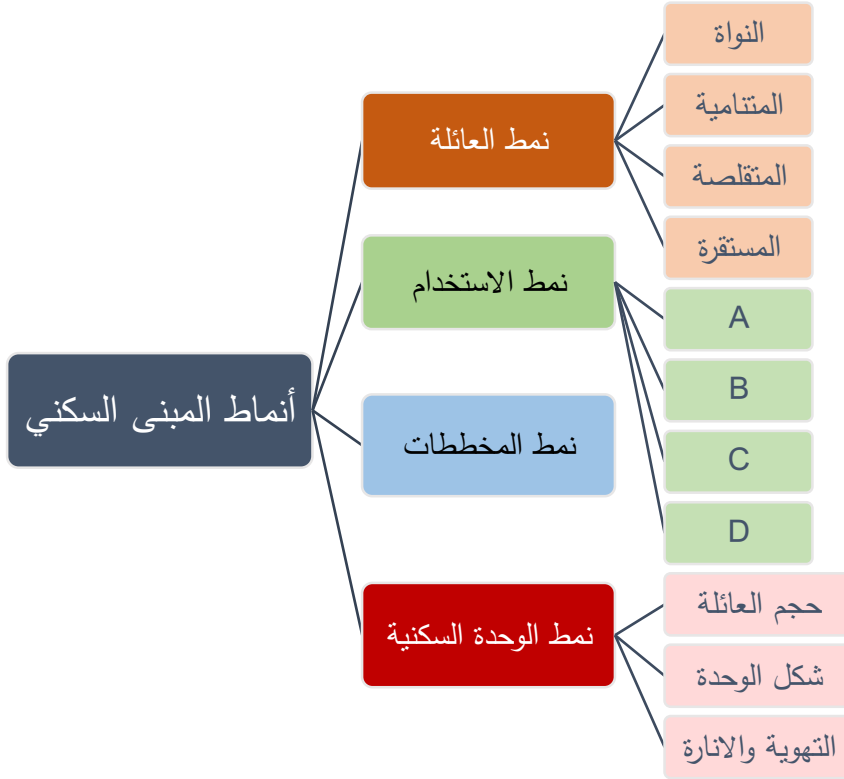 أنماط المبنى السكني
نمط العائلة
النواة
المتنامية
المتقلصة
المستقرة
نمط الاستخدام
A
B
C
D
نمط المخططات
نمط الوحدة السكنية
حجم العائلة
شكل الوحدة
التهوية والانارة